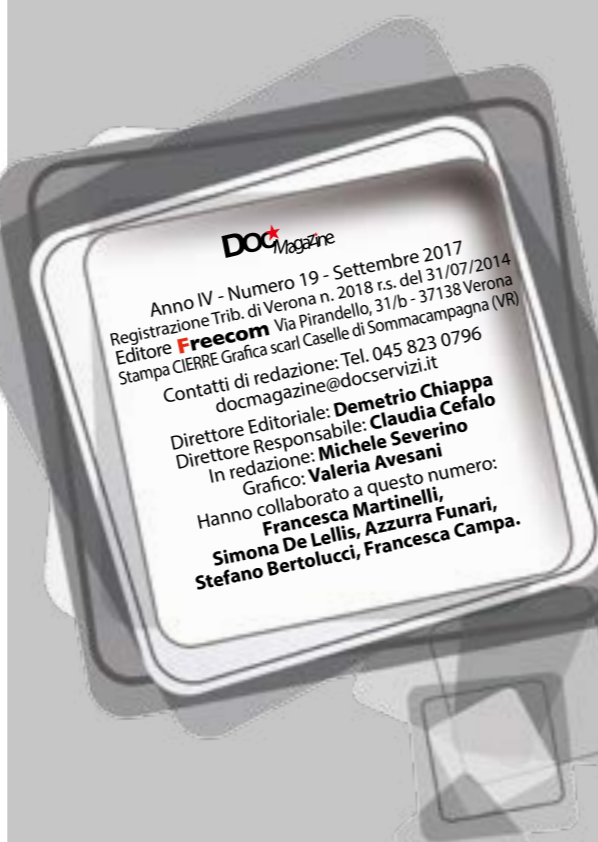 Doc Magazine
Anno IV - Numero 19 - Settembre 2017
Registrazione Trib. di Verona n. 2018 r.s. del 31/07/2014
Editore Freecom Via Pirandello, 31/b - 37138 Verona
Stampa CIERRE Grafica scarl Caselle di Sommacampagna (VR)
Contatti di redazione: Tel. 045 823 0796
docmagazine@docservizi.it
Direttore Editoriale: Demetrio Chiappa
Direttore Responsabile: Claudia Cefalo
In redazione: Michele Severino
Grafico: Valeria Avesani
Hanno collaborato a questo numero:
Francesca Martinelli,
Simona De Lellis, Azzurra Funari,
Stefano Bertolucci, Francesca Campa.